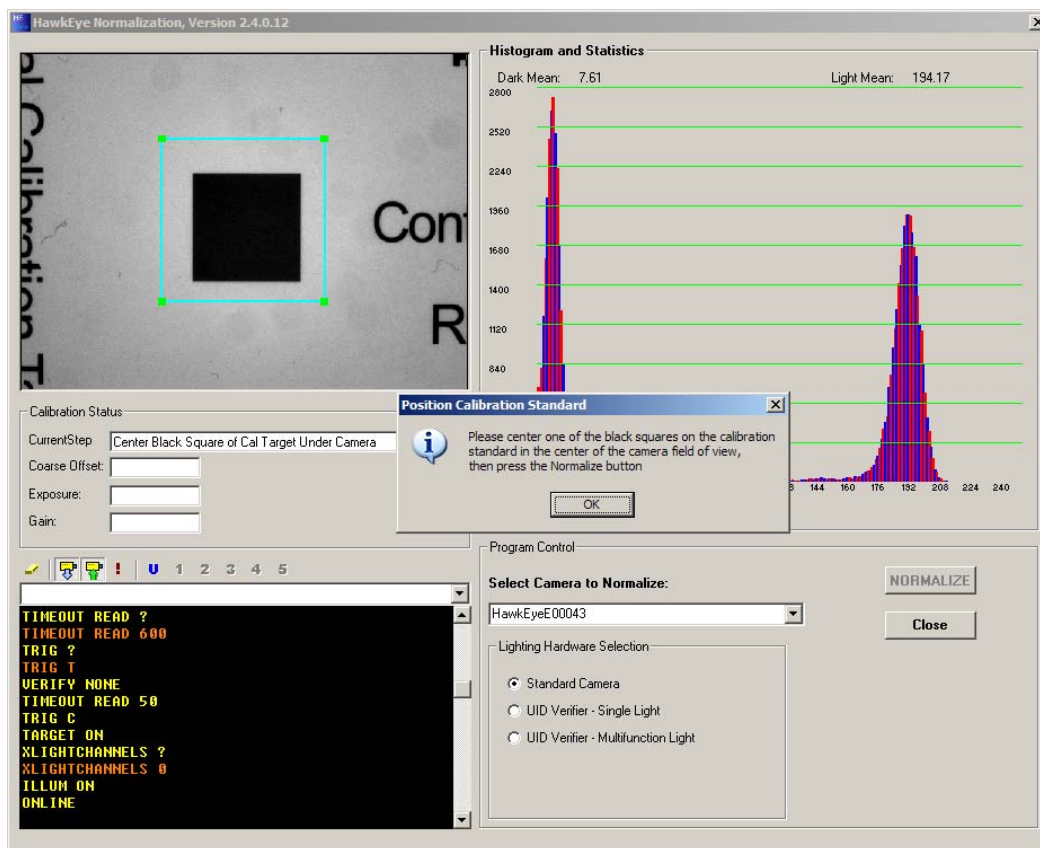 HawkEye Normalization, Version 2.4.0.12
Con
R
Histogram and Statistics
Dark Mean: 7.61 Light Mean: 194.17
2800
2520
2240
1960
1680
1400
1120
840
144 160 176 192 208 224 240
Calibration Status
CurrentStep Center Black Square of Cal Target Under Camera
Coarse Offset:
Exposure:
Gain:
Position Calibration Standard
Please center one of the black squares on the calibration
standard in the center of the camera field of view,
then press the Normalize button
OK
U 1 2 3 4 5
TIMEOUT READ ?
TIMEOUT READ 600
TRIG ?
TRIG T
VERIFY NONE
TIMEOUT READ 50
TRIG C
TARGET ON
XLIGHTCHANNELS ?
XLIGHTCHANNELS 0
ILLUM ON
ONLINE
Program Control
Select Camera to Normalize:
HawkEyeE00043
NORMALIZE
Close
Lighting Hardware Selection
Standard Camera
UID Verifier - Single Light
UID Verifier - Multifunction Light